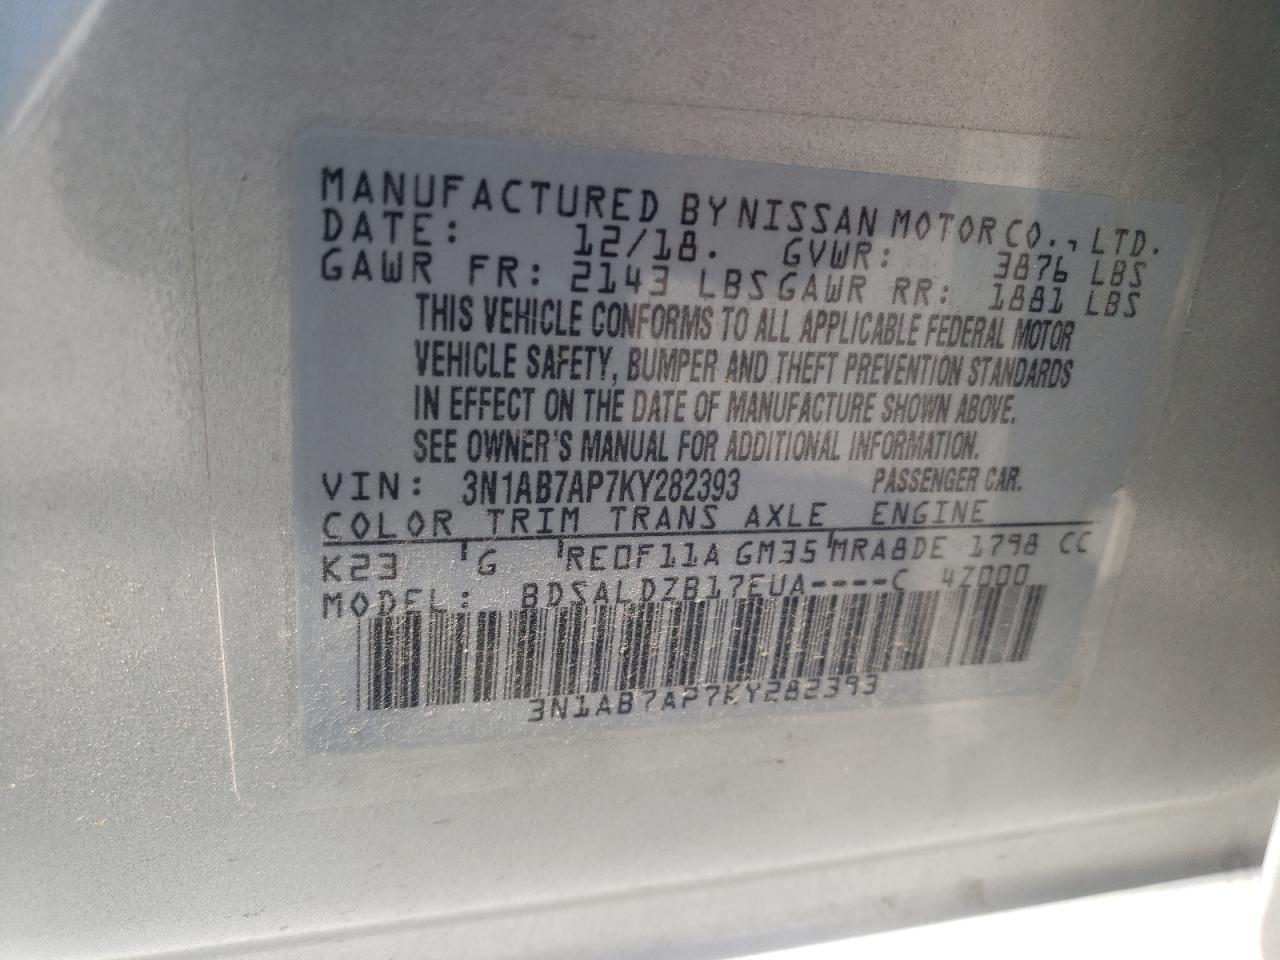 MANUFACTURED BY NISSAN MOTOR CO., LTD.
DATE: 12/18. GVWR: 3876 LBS
GAWR FR: 2143 LBS GAWR RR: 1881 LBS
THIS VEHICLE CONFORMS TO ALL APPLICABLE FEDERAL MOTOR
VEHICLE SAFETY, BUMPER AND THEFT PREVENTION STANDARDS
IN EFFECT ON THE DATE OF MANUFACTURE SHOWN ABOVE.
SEE OWNER'S MANUAL FOR ADDITIONAL INFORMATION.
VIN: 3N1AB7AP7KY282393 PASSENGER CAR.
COLOR TRIM TRANS AXLE ENGINE
K23 G RE0F11A GM35 MRA8DE 1798 CC
MODEL: BDSALDZB17EUA----C 4Z000
3N1AB7AP7KY282393